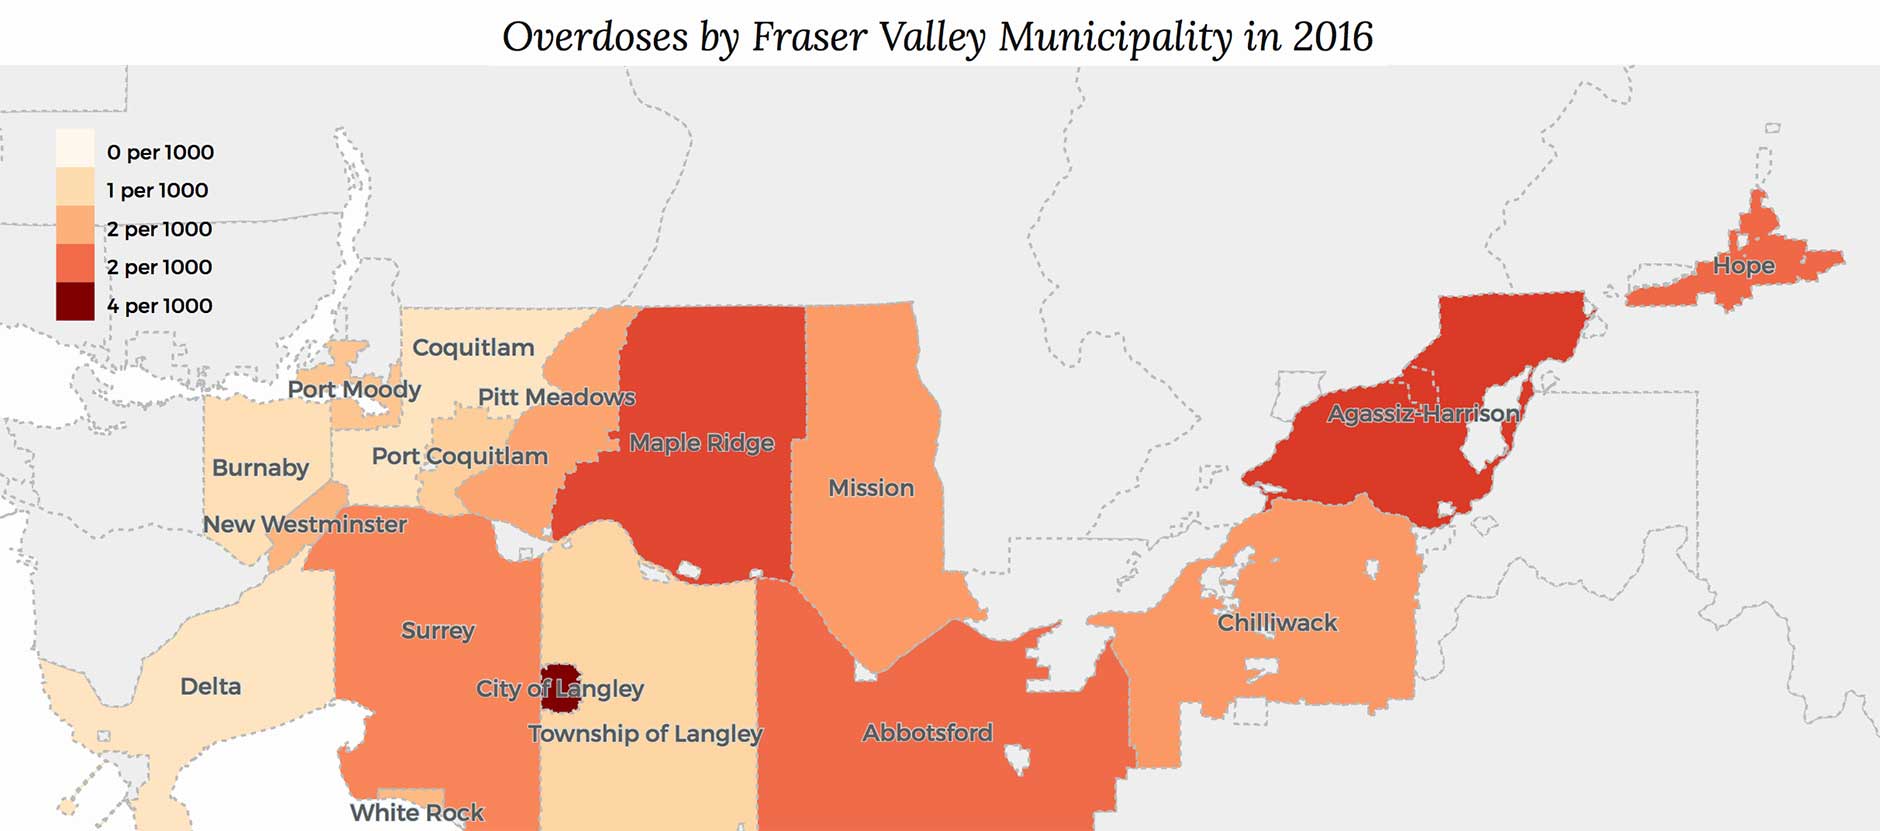 Overdoses by Fraser Valley Municipality in 2016
0 per 1000
1 per 1000
2 per 1000
2 per 1000
4 per 1000
Hope
Coquitlam
Port Moody
Pitt Meadows
Agassiz-Harrison
Maple Ridge
Port Coquitlam
Burnaby
Mission
New Westminster
Chilliwack
Surrey
Delta
City of Langley
Township of Langley
Abbotsford
White Rock